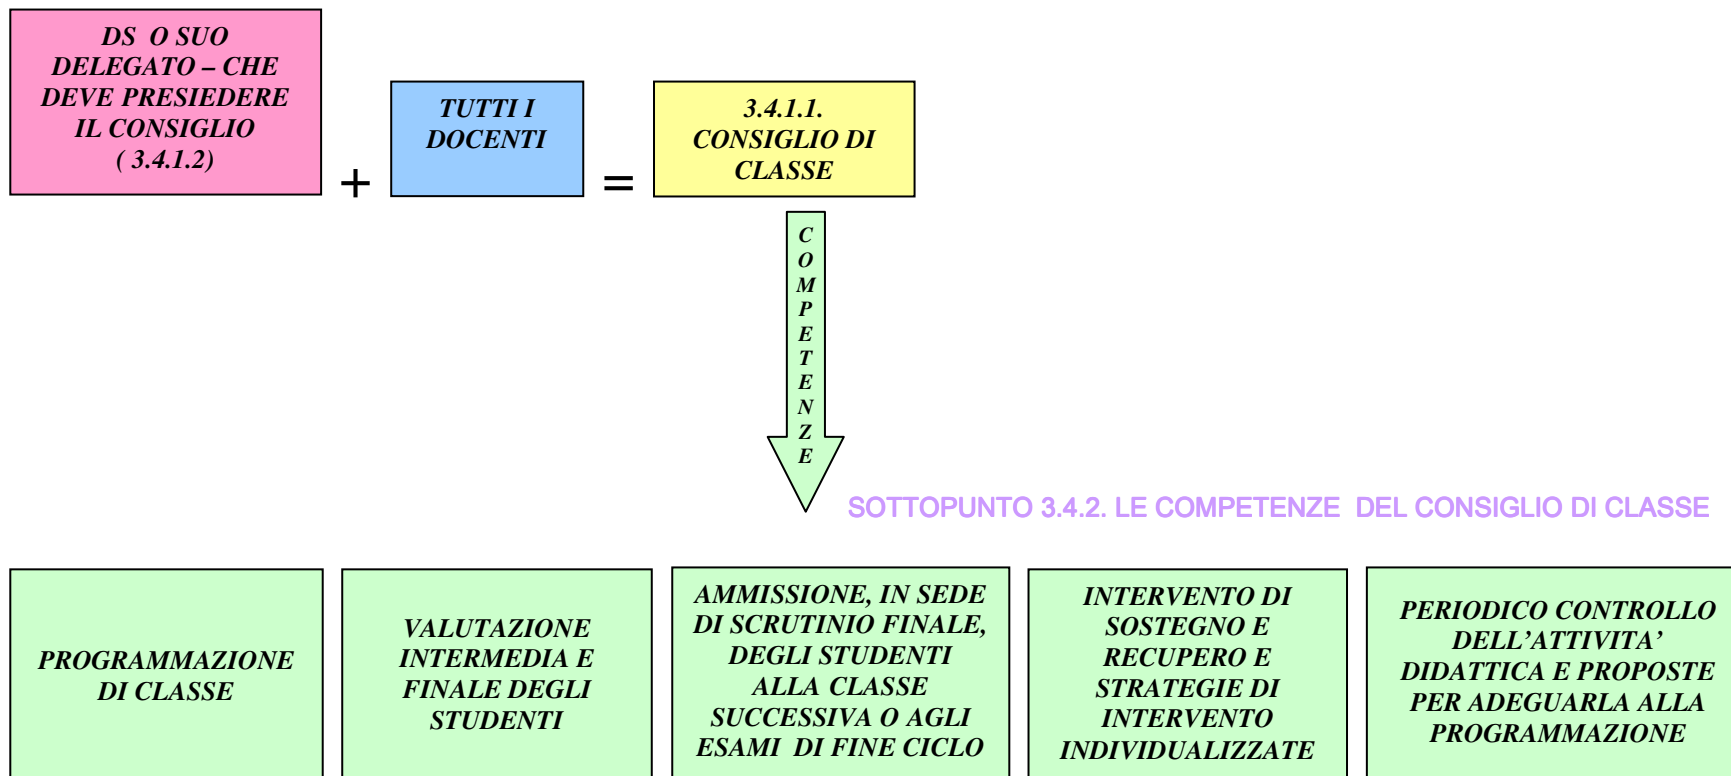 DS O SUO
DELEGATO – CHE
DEVE PRESIEDERE
IL CONSIGLIO
( 3.4.1.2)
+
TUTTI I
DOCENTI
=
3.4.1.1.
CONSIGLIO DI
CLASSE
C
O
M
P
E
T
E
N
Z
E
SOTTOPUNTO 3.4.2. LE COMPETENZE DEL CONSIGLIO DI CLASSE
PROGRAMMAZIONE
DI CLASSE
VALUTAZIONE
INTERMEDIA E
FINALE DEGLI
STUDENTI
AMMISSIONE, IN SEDE
DI SCRUTINIO FINALE,
DEGLI STUDENTI
ALLA CLASSE
SUCCESSIVA O AGLI
ESAMI DI FINE CICLO
INTERVENTO DI
SOSTEGNO E
RECUPERO E
STRATEGIE DI
INTERVENTO
INDIVIDUALIZZATE
PERIODICO CONTROLLO
DELL’ATTIVITA’
DIDATTICA E PROPOSTE
PER ADEGUARLA ALLA
PROGRAMMAZIONE